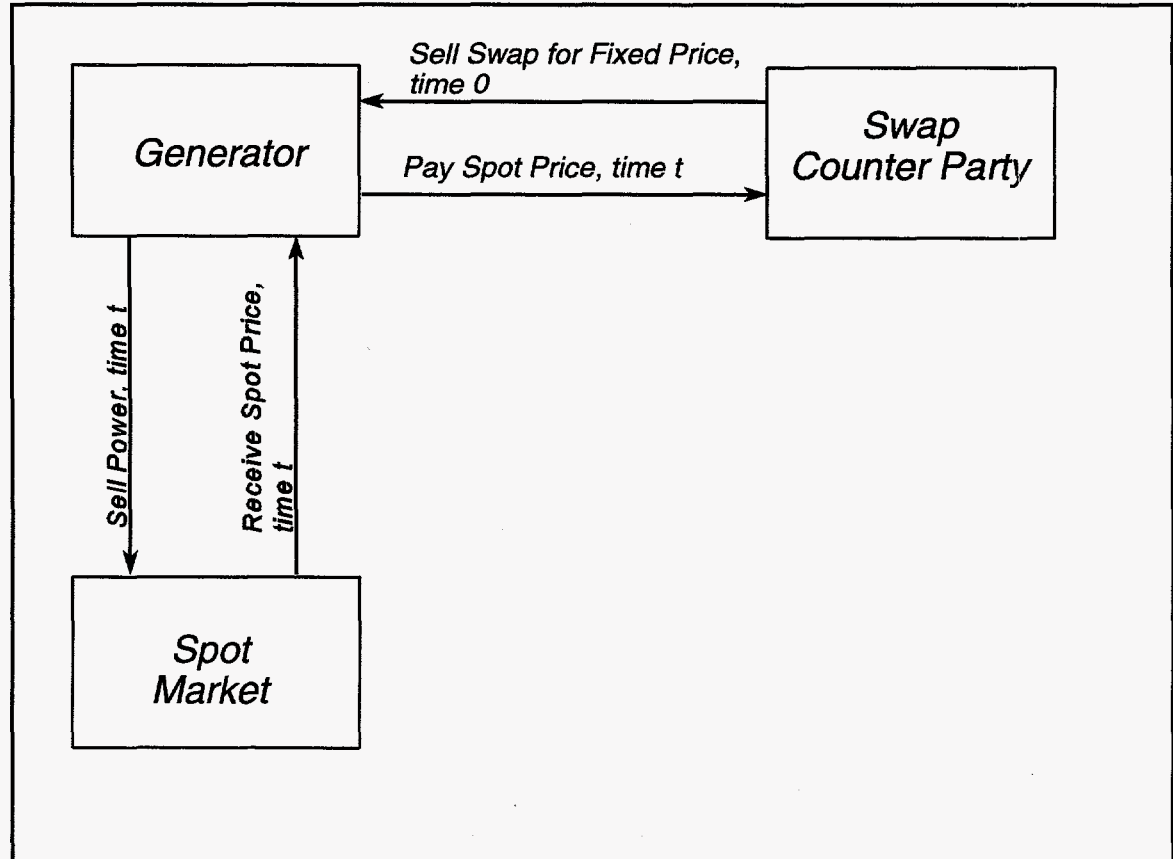 Sell Swap for Fixed Price,
time 0
Generator
Swap
Counter Party
Pay Spot Price, time t
Sell Power, time t
Receive Spot Price,
time t
Spot
Market